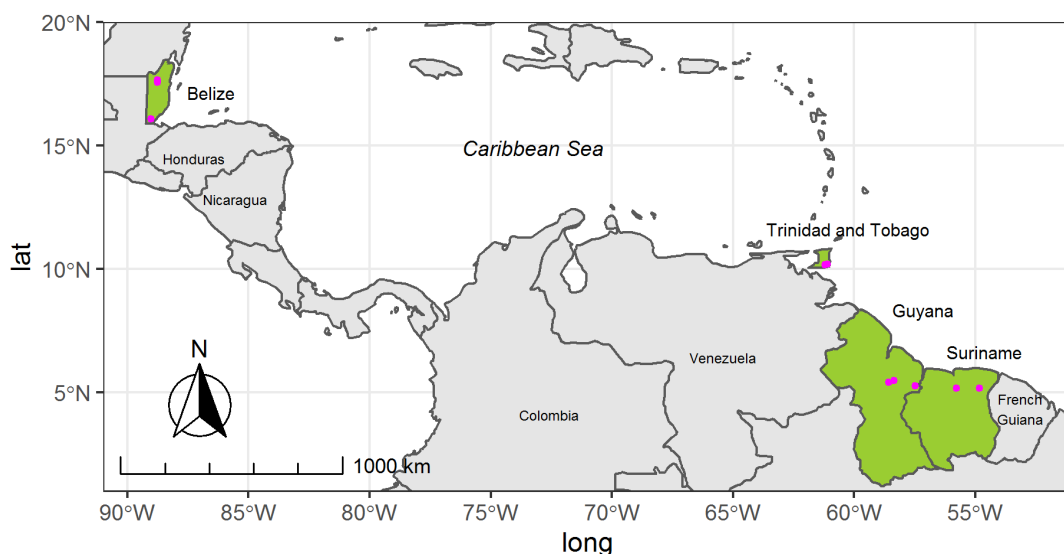 20°N
Belize
15°N
Caribbean Sea
Honduras
Nicaragua
Trinidad and Tobago
lat
10°N
Guyana
N
Venezuela
Suriname
5°N
French
Guiana
Colombia
1000 km
90°W
85°W
80°W
75°W
70°W
65°W
60°W
55°W
long